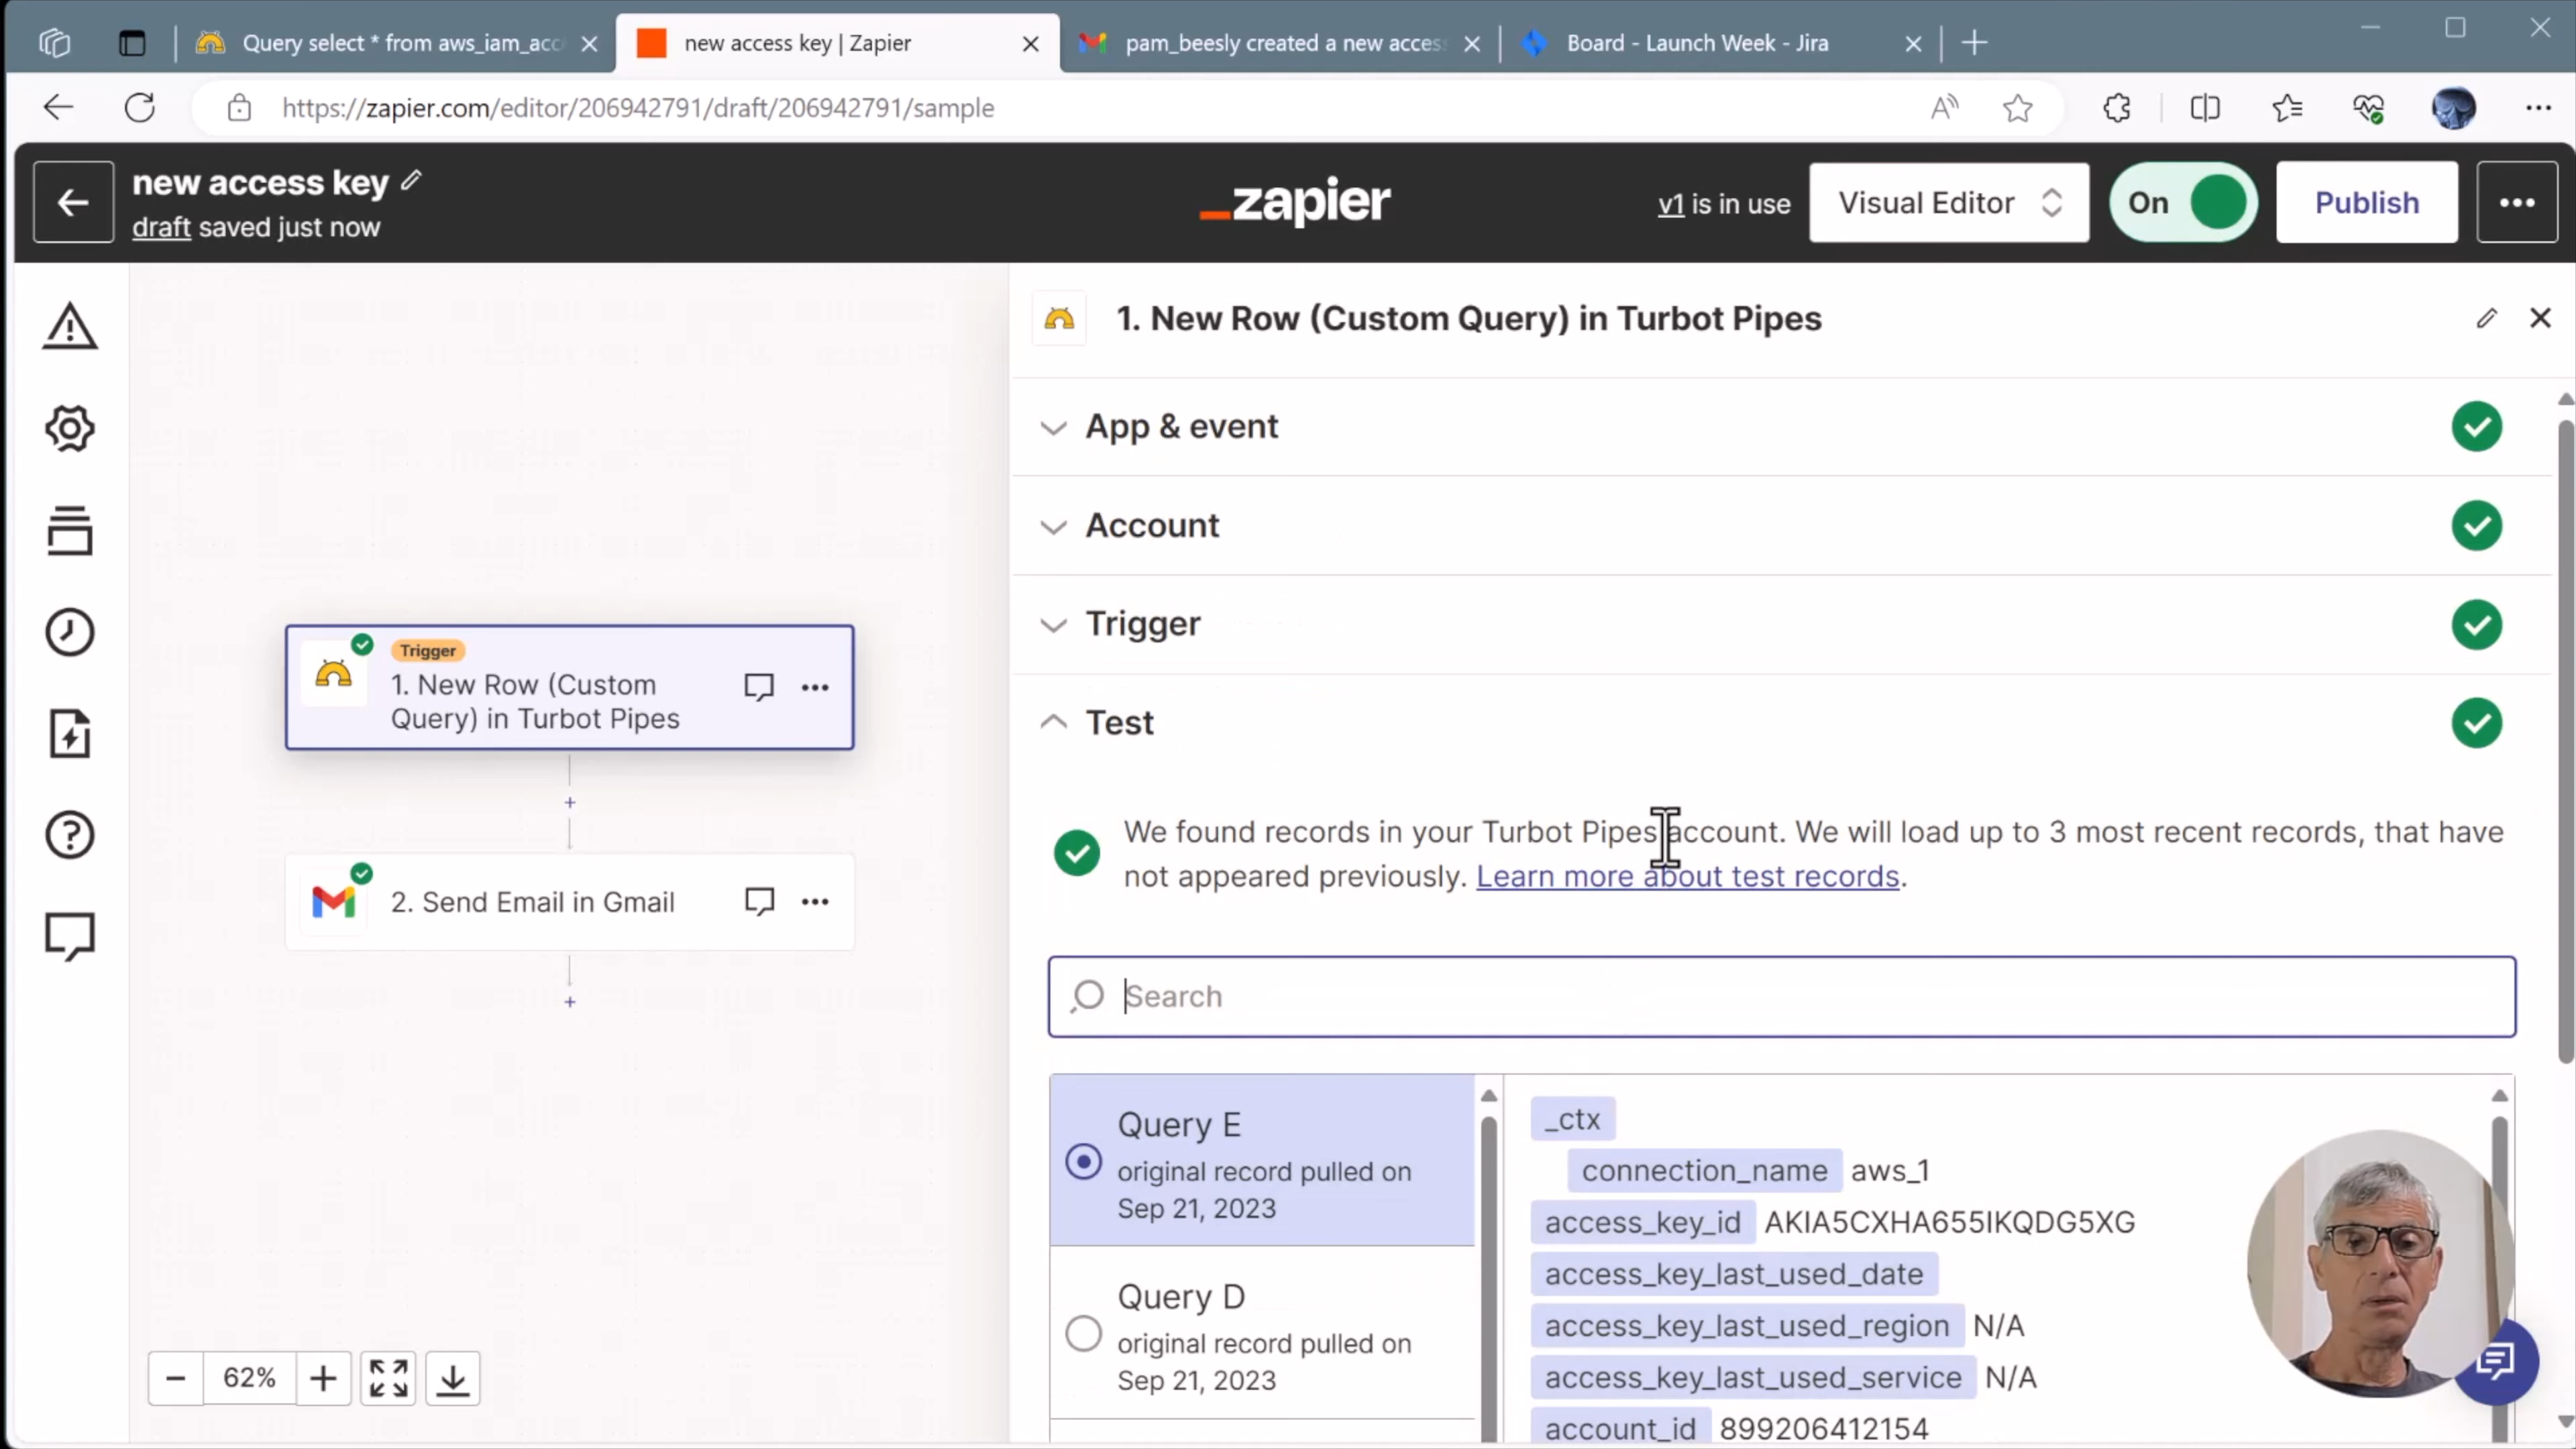 Query select * from aws_iam_acc
new access key | Zapier
pam_beesly created a new access
Board - Launch Week - Jira
https://zapier.com/editor/206942791/draft/206942791/sample
new access key
draft saved just now
_zapier
v1 is in use
Visual Editor
On
Publish
1. New Row (Custom Query) in Turbot Pipes
App & event
Account
Trigger
Test
We found records in your Turbot Pipes account. We will load up to 3 most recent records, that have
not appeared previously. Learn more about test records.
Search
Query E
original record pulled on
Sep 21, 2023
Query D
original record pulled on
Sep 21, 2023
_ctx
connection_name aws_1
access_key_id AKIA5CXHA655IKQDG5XG
access_key_last_used_date
access_key_last_used_region N/A
access_key_last_used_service N/A
account_id 899206412154
Trigger
1. New Row (Custom
Query) in Turbot Pipes
2. Send Email in Gmail
62%